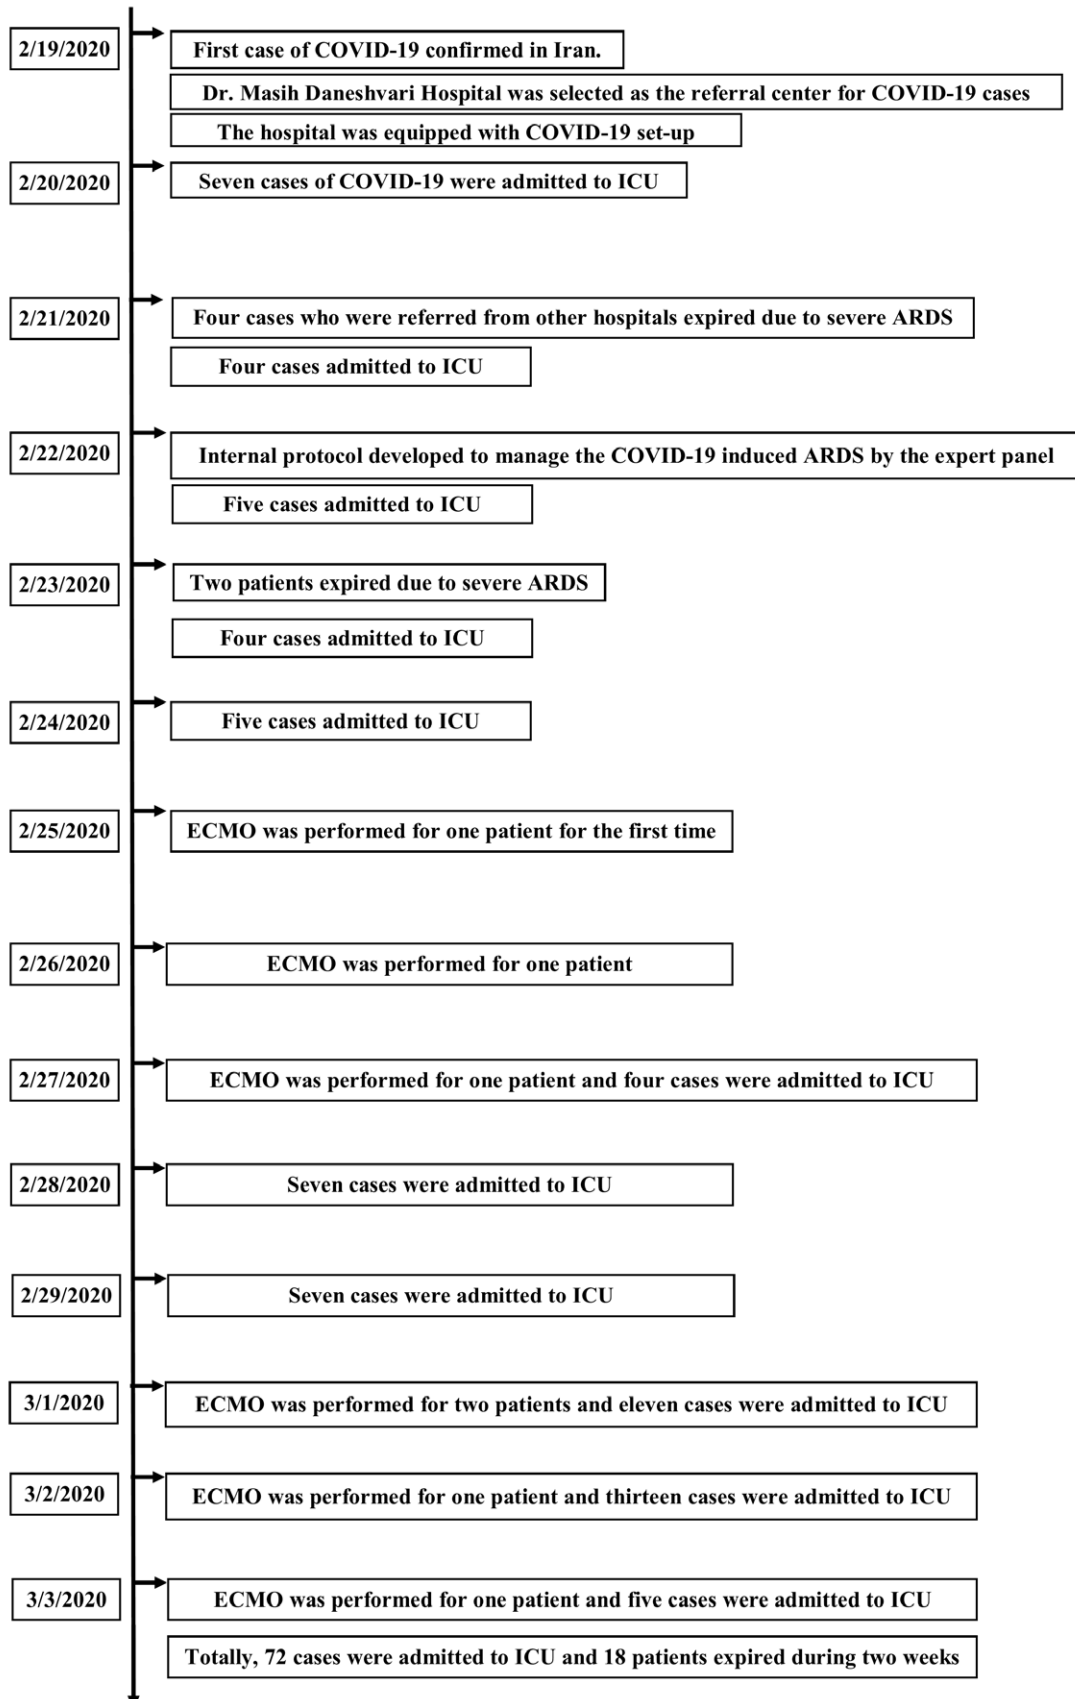 2/19/2020
First case of COVID-19 confirmed in Iran.
Dr. Masih Daneshvari Hospital was selected as the referral center for COVID-19 cases
The hospital was equipped with COVID-19 set-up
2/20/2020
Seven cases of COVID-19 were admitted to ICU
2/21/2020
Four cases who were referred from other hospitals expired due to severe ARDS
Four cases admitted to ICU
2/22/2020
Internal protocol developed to manage the COVID-19 induced ARDS by the expert panel
Five cases admitted to ICU
2/23/2020
Two patients expired due to severe ARDS
Four cases admitted to ICU
2/24/2020
Five cases admitted to ICU
2/25/2020
ECMO was performed for one patient for the first time
2/26/2020
ECMO was performed for one patient
2/27/2020
ECMO was performed for one patient and four cases were admitted to ICU
2/28/2020
Seven cases were admitted to ICU
2/29/2020
Seven cases were admitted to ICU
3/1/2020
ECMO was performed for two patients and eleven cases were admitted to ICU
3/2/2020
ECMO was performed for one patient and thirteen cases were admitted to ICU
3/3/2020
ECMO was performed for one patient and five cases were admitted to ICU
Totally, 72 cases were admitted to ICU and 18 patients expired during two weeks